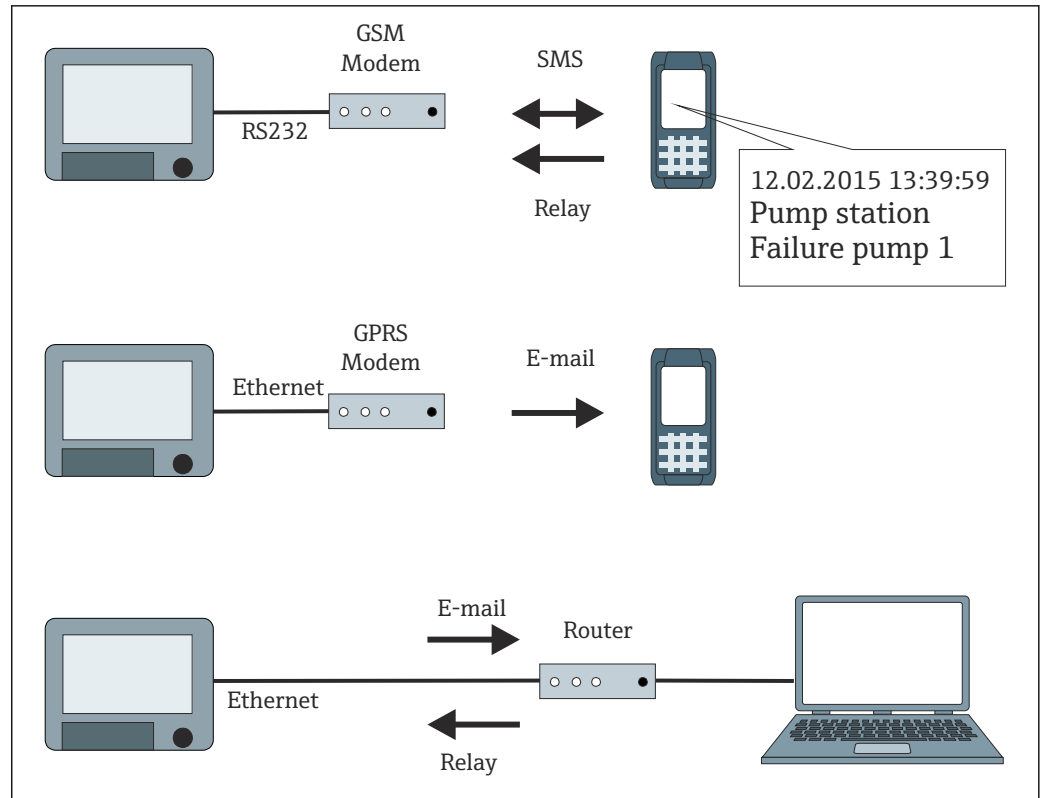 GSM
Modem
SMS
RS232
Relay
12.02.2015 13:39:59
Pump station
Failure pump 1
GPRS
Modem
E-mail
Ethernet
E-mail
Router
Ethernet
Relay